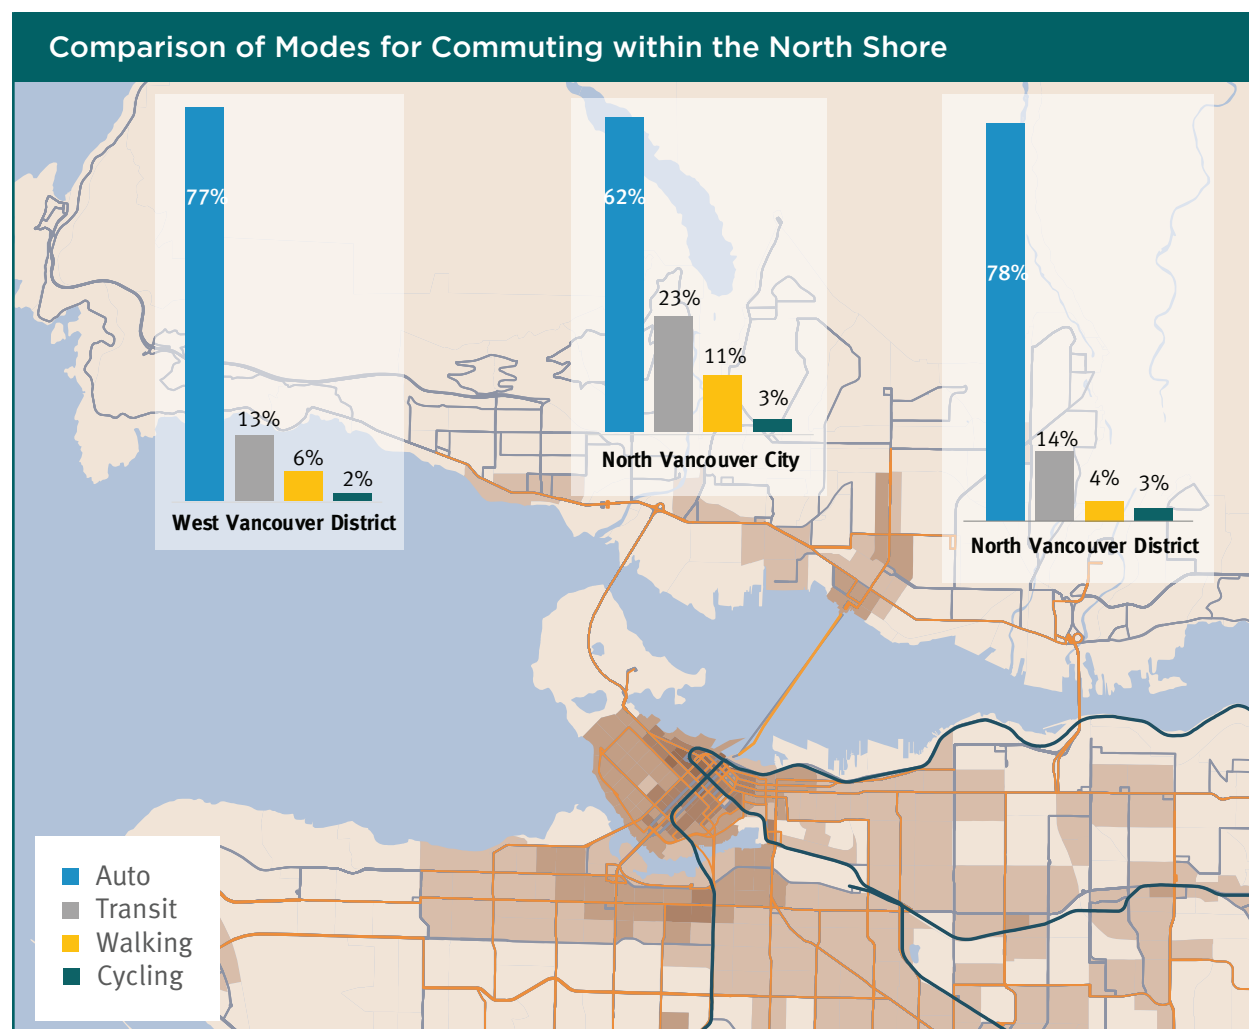 Comparison of Modes for Commuting within the North Shore
77%
13%
6%
2%
West Vancouver District
62%
23%
11%
3%
North Vancouver City
78%
14%
4%
3%
North Vancouver District
Auto
Transit
Walking
Cycling